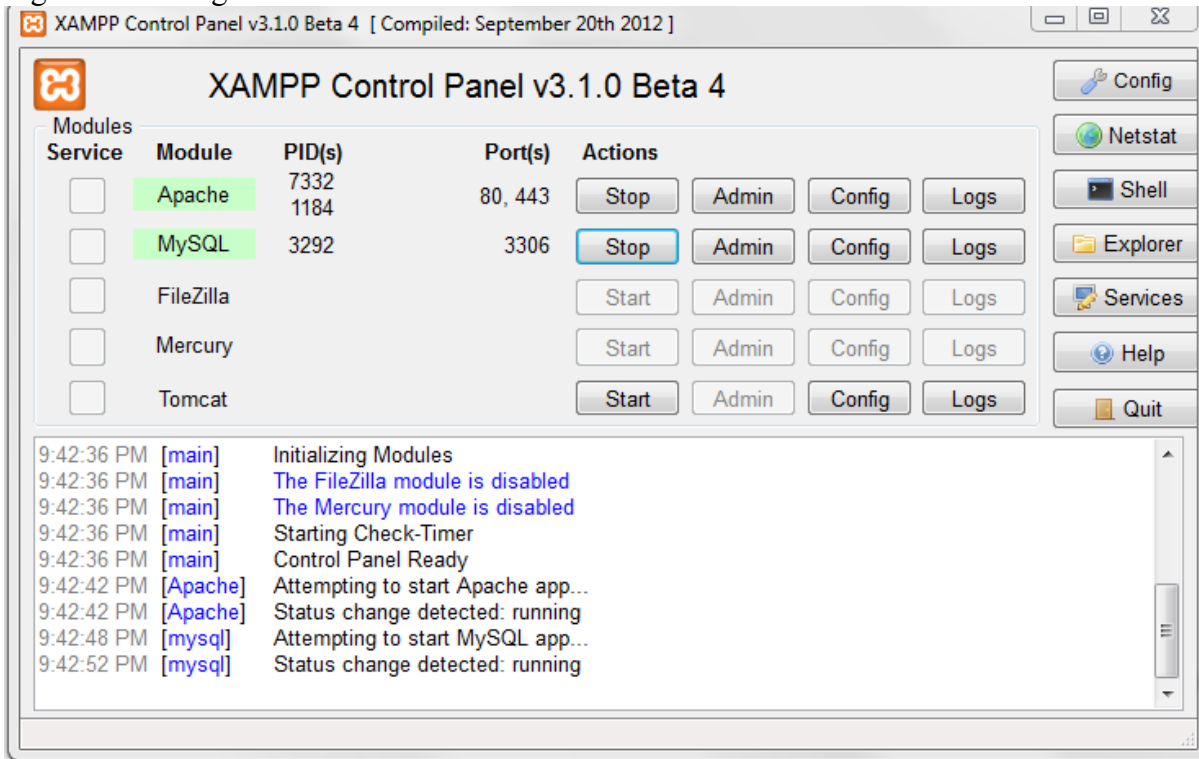 XAMPP Control Panel v3.1.0 Beta 4 [ Compiled: September 20th 2012 ]
XAMPP Control Panel v3.1.0 Beta 4
Config
Modules
Netstat
Service Module PID(s) Port(s) Actions
Apache 7332 80, 443 Stop Admin Config Logs
1184
Shell
MySQL 3292 3306 Stop Admin Config Logs
Explorer
FileZilla Start Admin Config Logs
Services
Mercury Start Admin Config Logs
Help
Tomcat Start Admin Config Logs
Quit
9:42:36 PM [main] Initializing Modules
9:42:36 PM [main] The FileZilla module is disabled
9:42:36 PM [main] The Mercury module is disabled
9:42:36 PM [main] Starting Check-Timer
9:42:36 PM [main] Control Panel Ready
9:42:42 PM [Apache] Attempting to start Apache app...
9:42:42 PM [Apache] Status change detected: running
9:42:48 PM [mysql] Attempting to start MySQL app...
9:42:52 PM [mysql] Status change detected: running